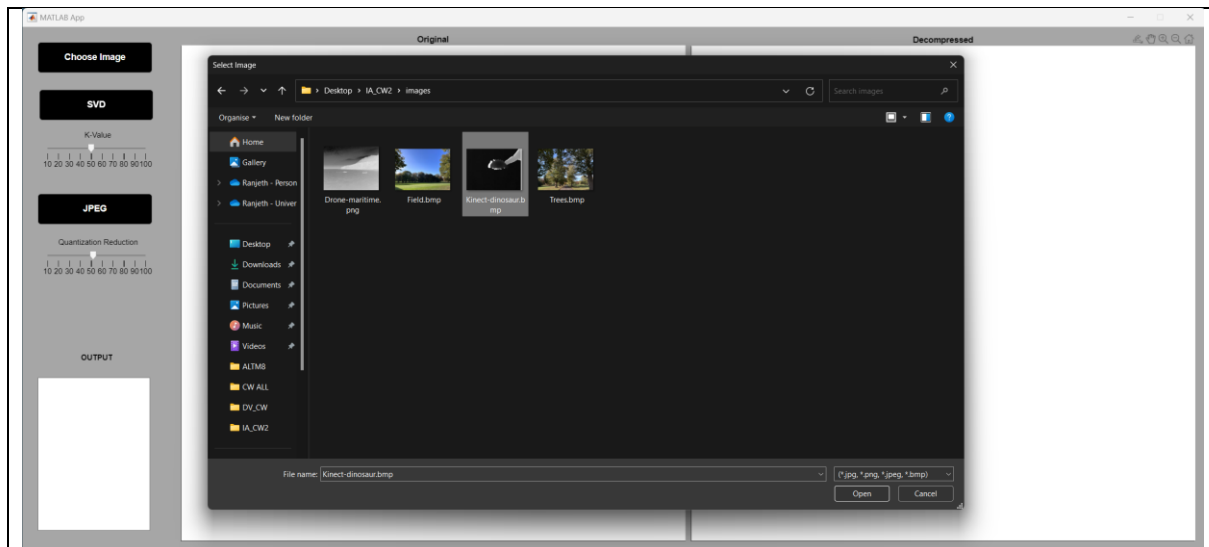 MATLAB App
Original
Decompressed
Choose Image
SVD
K-Value
10 20 30 40 50 60 70 80 90100
JPEG
Quantization Reduction
10 20 30 40 50 60 70 80 90100
OUTPUT
Select Image
Desktop > IA_CW2 > images
Search images
Organise
New folder
Home
Gallery
Ranjeth - Person
Ranjeth - Univer
Desktop
Downloads
Documents
Pictures
Music
Videos
ALTM8
CW ALL
DV_CW
IA_CW2
Drone-maritime.
png
Field.bmp
Kinect-dinosaur.b
mp
Trees.bmp
File name: Kinect-dinosaur.bmp
(*.jpg, *.png, *.jpeg, *.bmp)
Open
Cancel